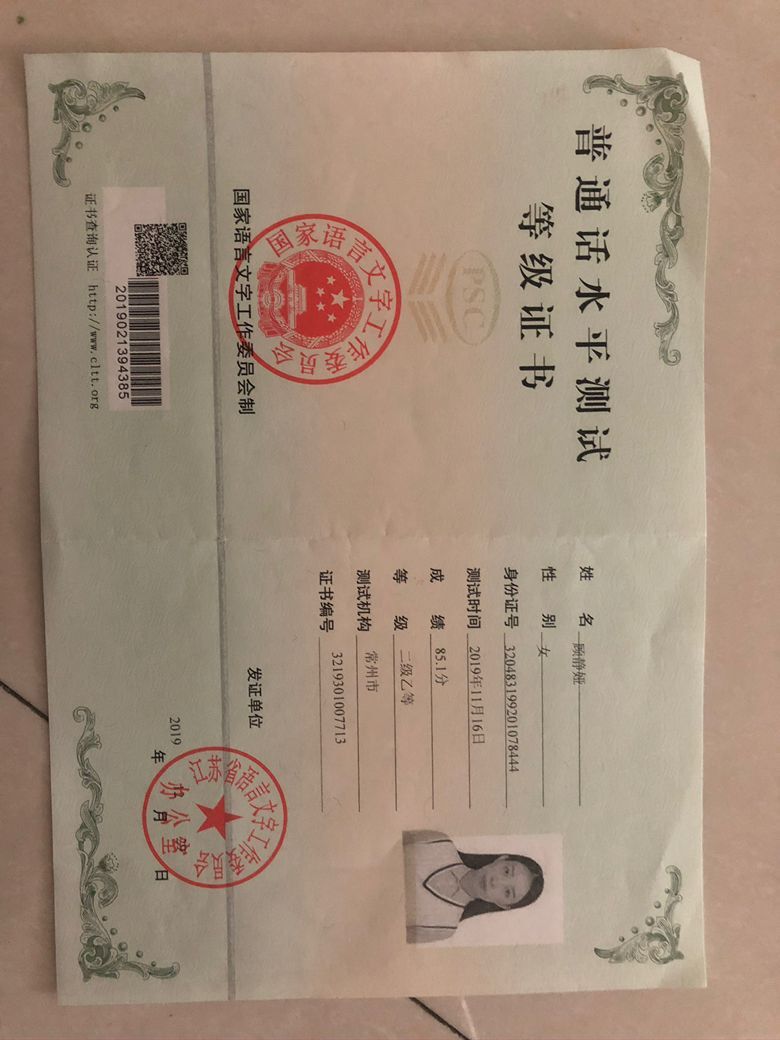 普通话水平测试
等级证书
PSC
国家语言文字工作委员会
国家语言文字工作委员会制
2019021394385
证书查询认证 http://www.cltt.org
姓 名 顾静娅
性 别 女
身份证号 320483199201078444
测试时间 2019年11月16日
成 绩 85.1分
等 级 二级乙等
测试机构 常州市
证书编号 3219301007713
发证单位
江苏省语言文字工作委员会
办公室
2019 年 月 日